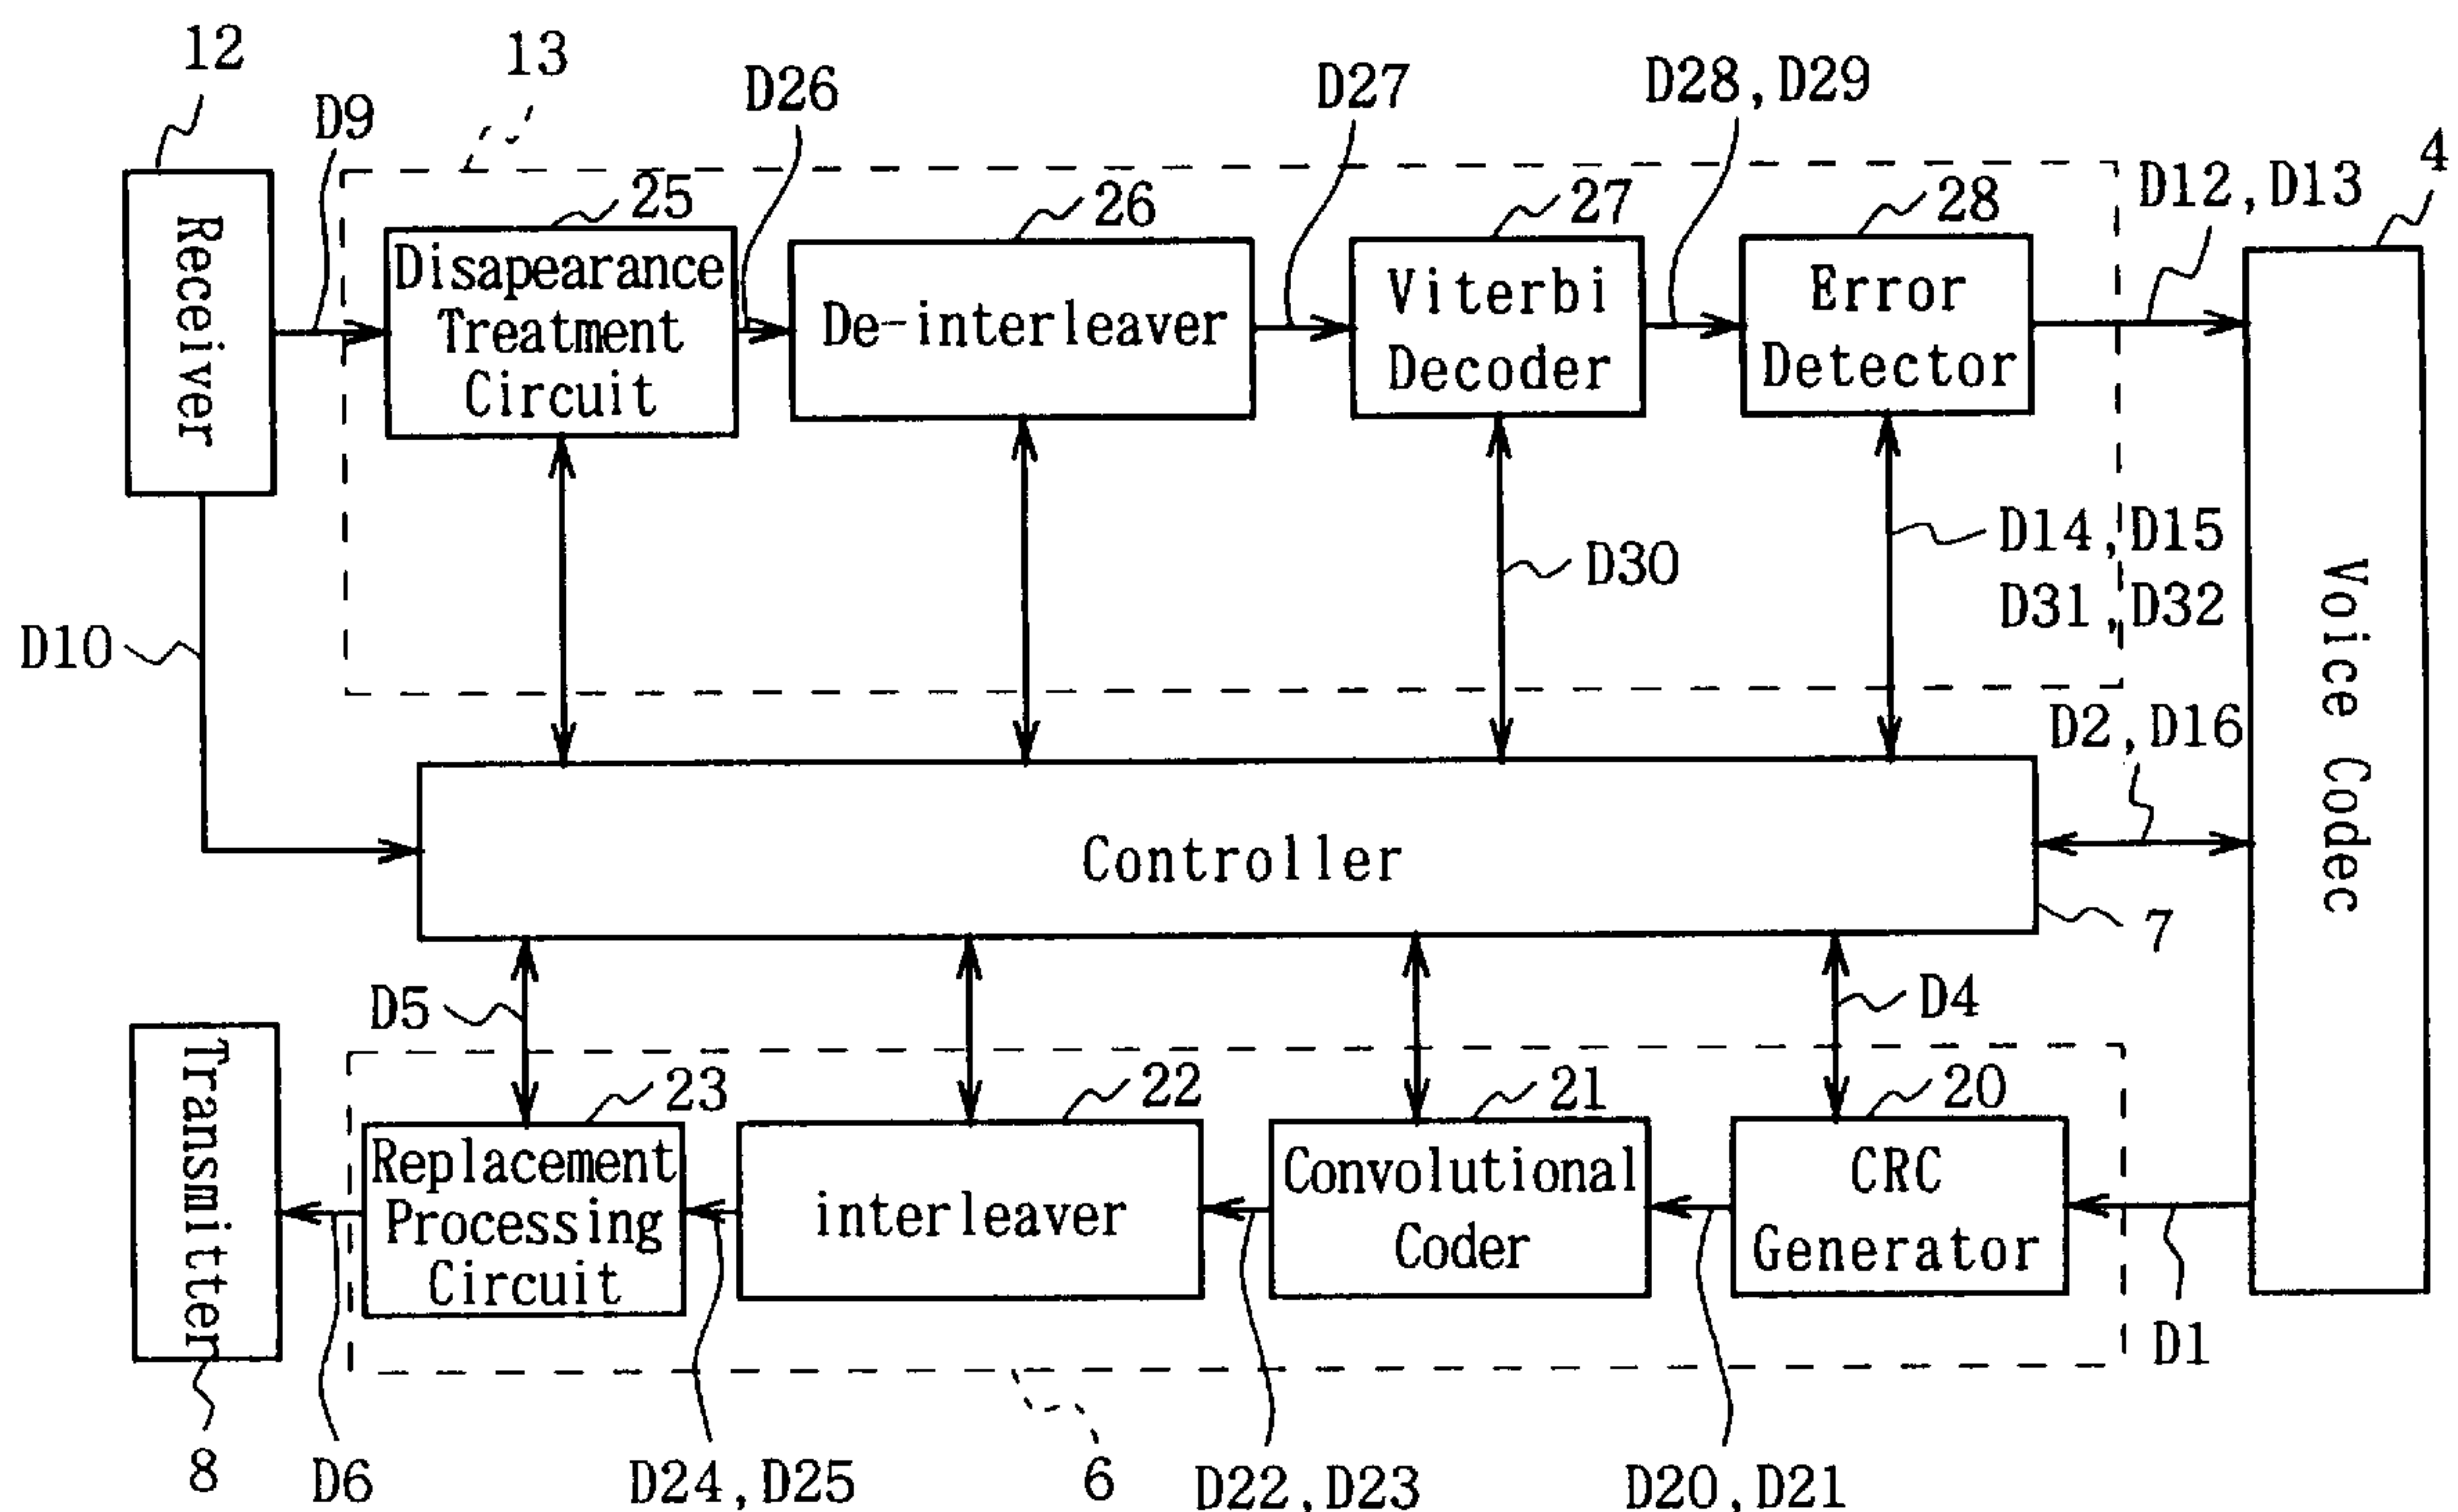 12
13
D9
D26
D27
D28, D29
4
Receiver
25
26
27
28
D12, D13
Disapearance
Treatment
Circuit
De-interleaver
Viterbi
Decoder
Error
Detector
D10
D30
D14, D15
D31, D32
Voice Codec
D2, D16
Controller
7
D5
D4
Transmitter
23
22
21
20
Replacement
Processing
Circuit
interleaver
Convolutional
Coder
CRC
Generator
D1
8
D6
D24, D25
6
D22, D23
D20, D21